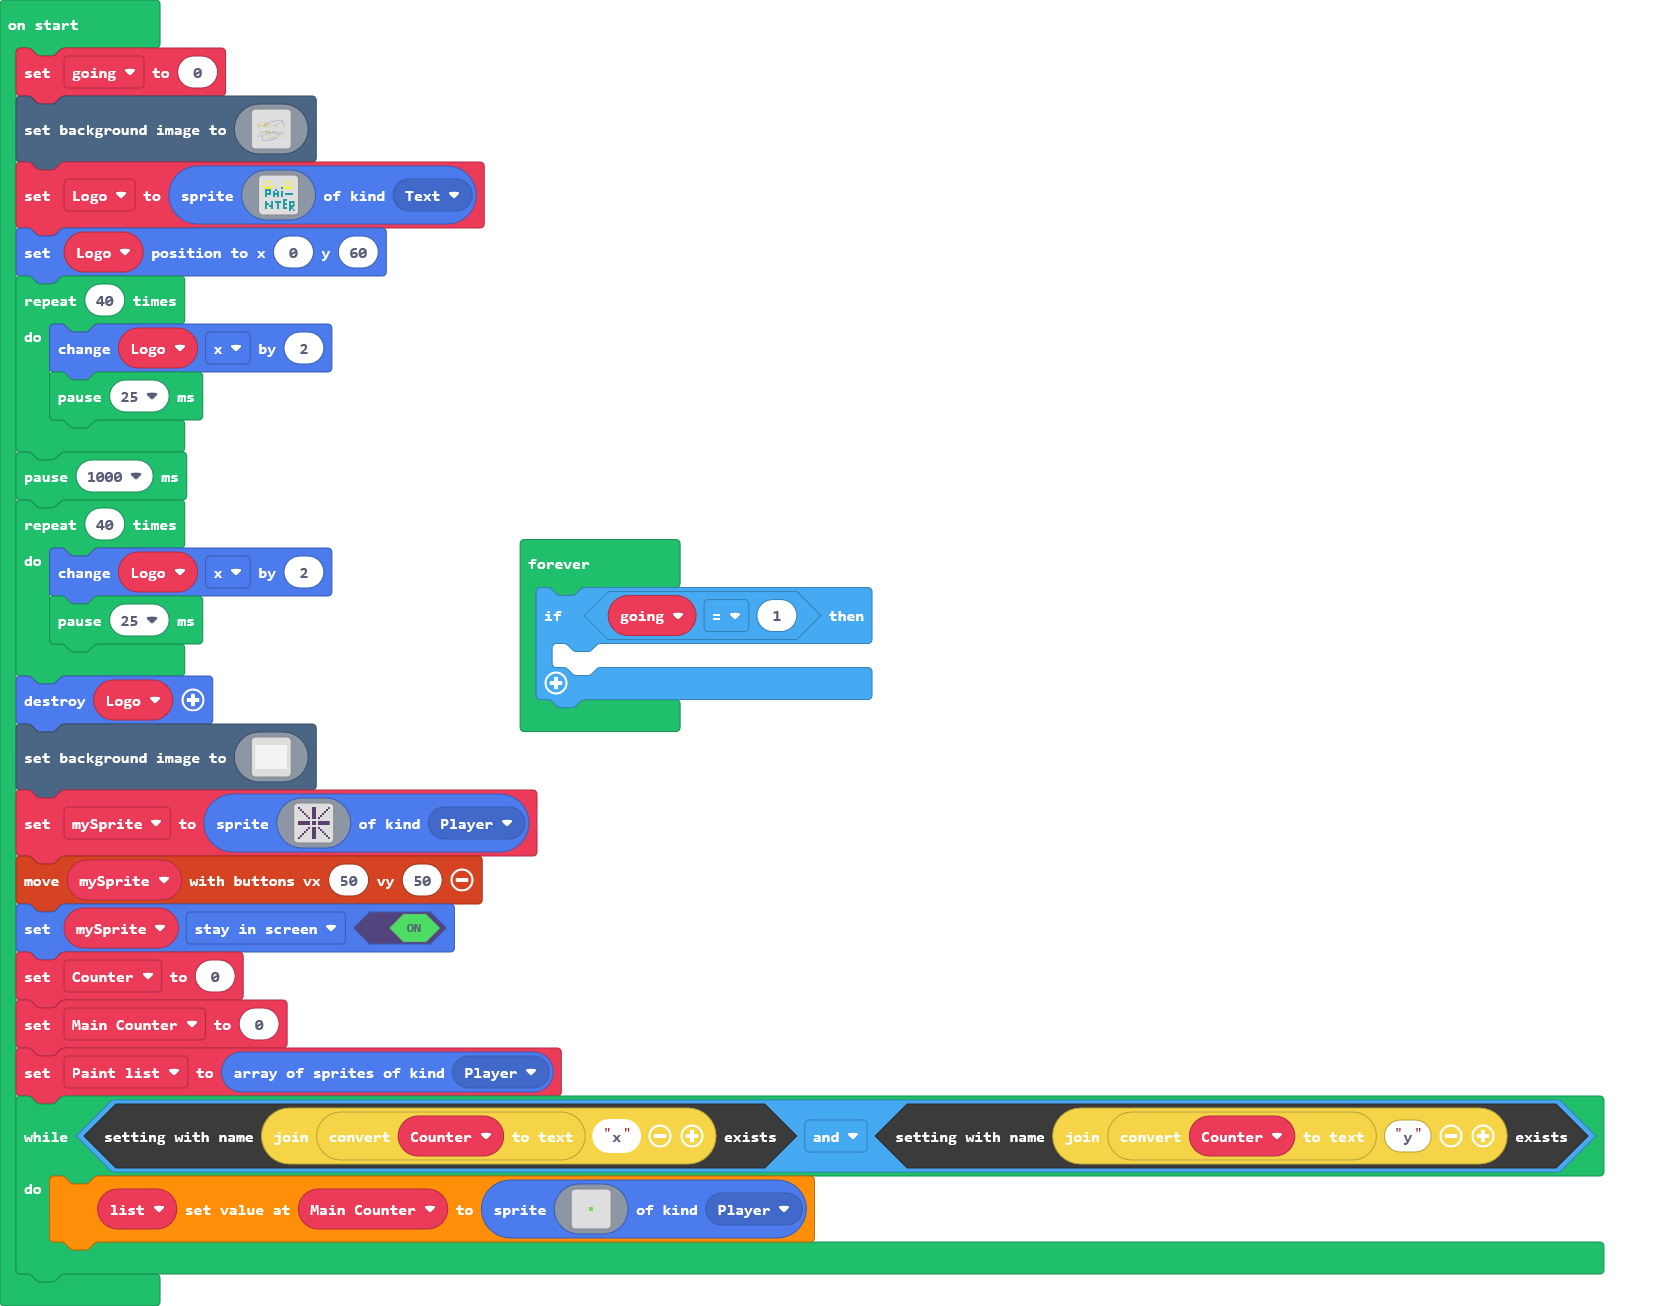 on start
set going to 0
set background image to
set Logo to sprite PAI- NTER of kind Text
set Logo position to x 0 y 60
repeat 40 times
do change Logo x by 2
pause 25 ms
pause 1000 ms
repeat 40 times
do change Logo x by 2
pause 25 ms
destroy Logo
set background image to
set mySprite to sprite of kind Player
move mySprite with buttons vx 50 vy 50
set mySprite stay in screen ON
set Counter to 0
set Main Counter to 0
set Paint list to array of sprites of kind Player
while setting with name join convert Counter to text "x" exists and setting with name join convert Counter to text "y" exists
do list set value at Main Counter to sprite of kind Player
forever
if going = 1 then